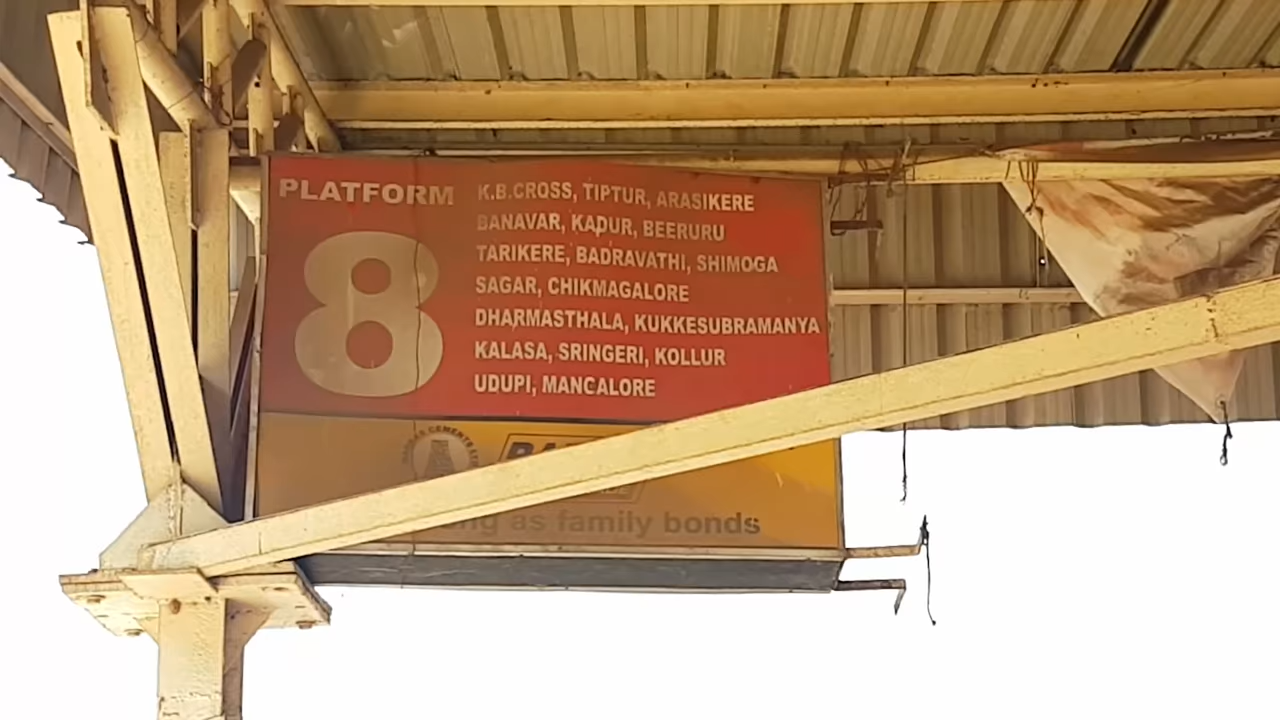 PLATFORM
8
K.B.CROSS, TIPTUR, ARASIKERE
BANAVAR, KADUR, BEERURU
TARIKERE, BADRAVATHI, SHIMOGA
SAGAR, CHIKMAGALORE
DHARMASTHALA, KUKKESUBRAMANYA
KALASA, SRINGERI, KOLLUR
UDUPI, MANGALORE
CEMENTS
as family bonds